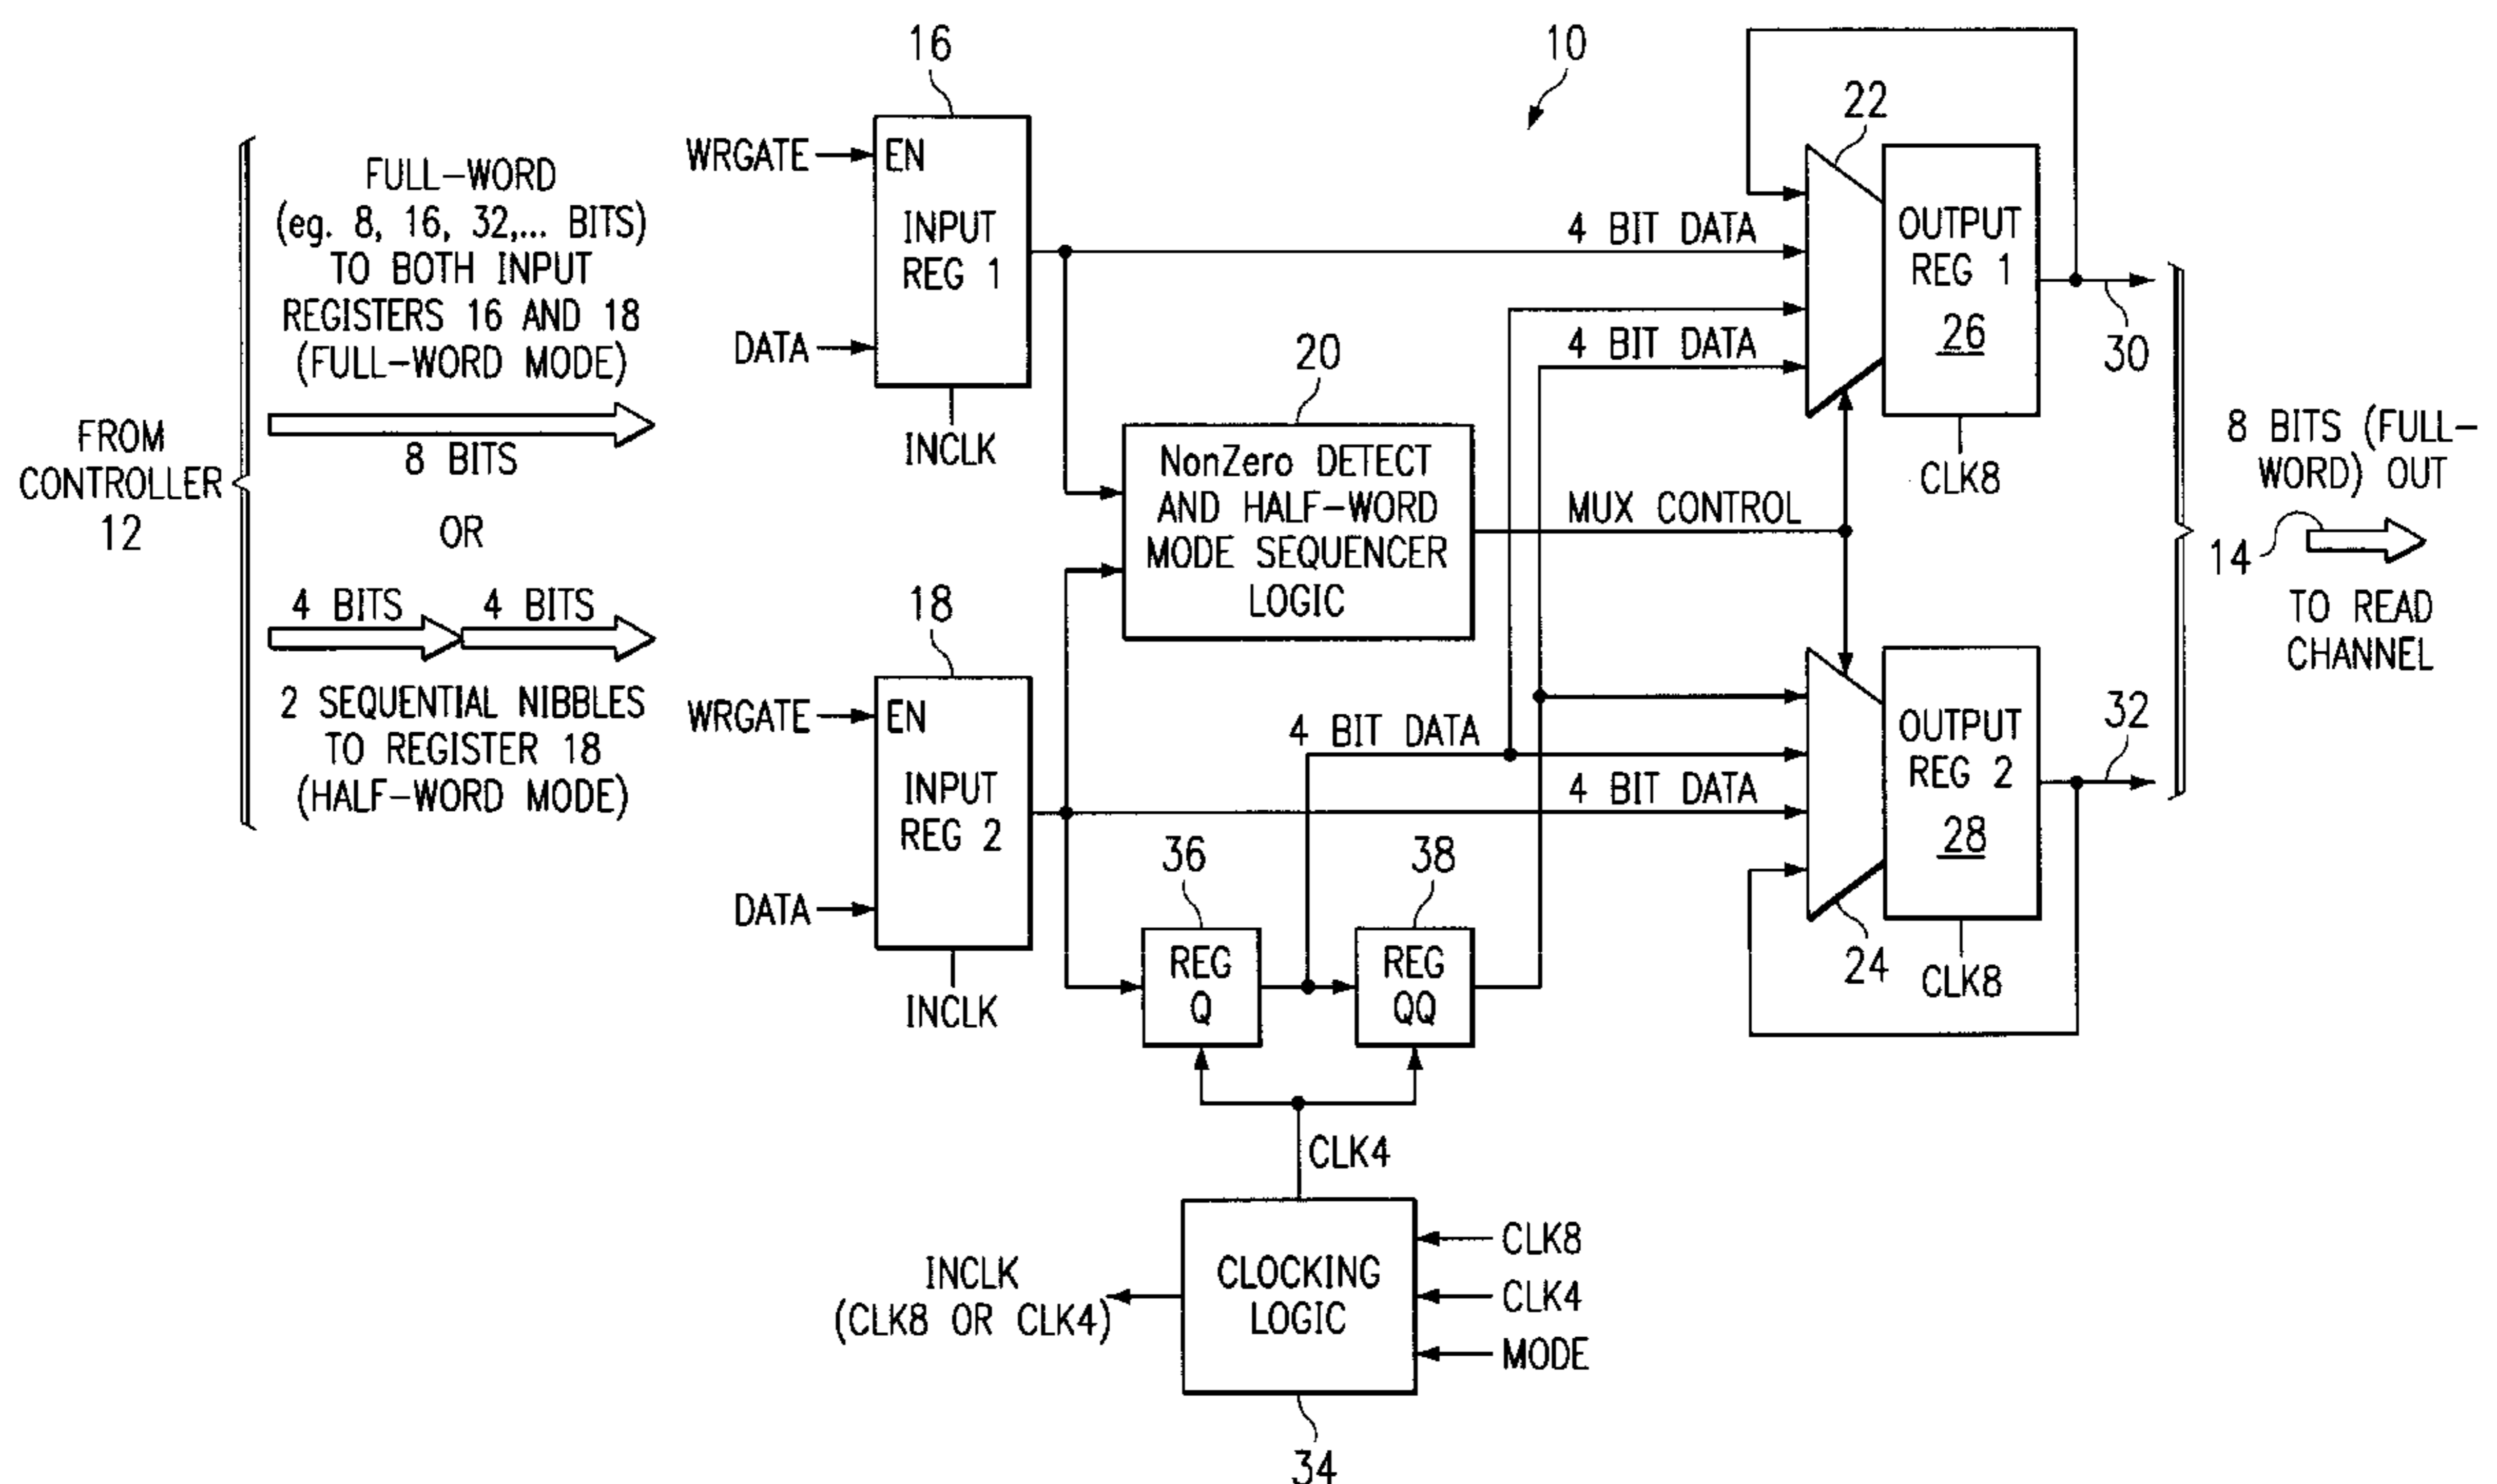 FROM
CONTROLLER
12
FULL-WORD
(eg. 8, 16, 32,... BITS)
TO BOTH INPUT
REGISTERS 16 AND 18
(FULL-WORD MODE)
8 BITS
OR
4 BITS
4 BITS
2 SEQUENTIAL NIBBLES
TO REGISTER 18
(HALF-WORD MODE)
16
WRGATE
EN
INPUT
REG 1
DATA
INCLK
18
WRGATE
EN
INPUT
REG 2
DATA
INCLK
10
20
NonZero DETECT
AND HALF-WORD
MODE SEQUENCER
LOGIC
36
REG
Q
38
REG
QQ
CLK4
CLOCKING
LOGIC
34
INCLK
(CLK8 OR CLK4)
CLK8
CLK4
MODE
4 BIT DATA
4 BIT DATA
MUX CONTROL
4 BIT DATA
4 BIT DATA
22
OUTPUT
REG 1
26
CLK8
30
24
OUTPUT
REG 2
28
CLK8
32
8 BITS (FULL-
WORD) OUT
14
TO READ
CHANNEL